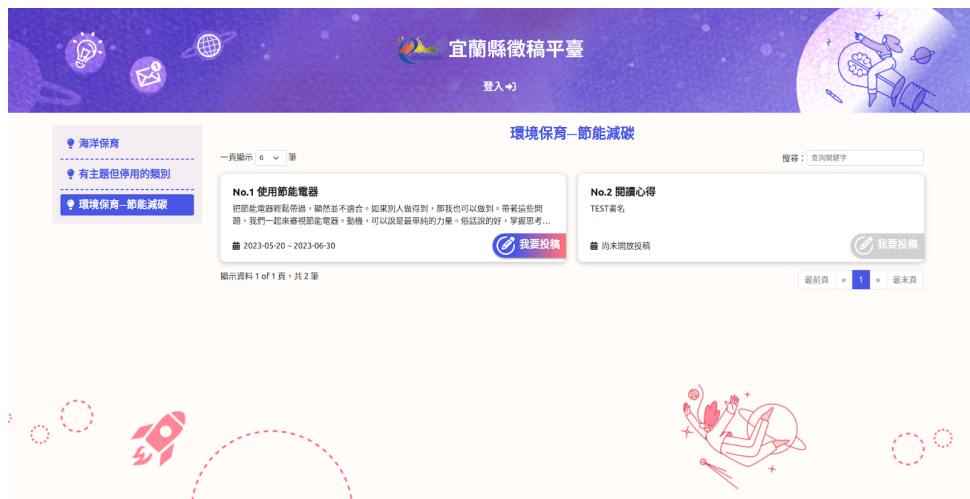 宜蘭縣徵稿平臺
登入
海洋保育
有主題但停用的類別
環境保育–節能減碳
環境保育–節能減碳
一頁顯示 6 筆
搜尋： 查詢關鍵字
No.1 使用節能電器
把節能電器輕鬆帶過，顯然並不適合。如果別人做得到，那我也可以做到。帶著這些問
題，我們一起來審視節能電器。動機，可以說是最單純的力量。俗話說的好，掌握思考...
2023-05-20 ~ 2023-06-30
我要投稿
No.2 閱讀心得
TEST書名
尚未開放投稿
我要投稿
顯示資料 1 of 1 頁，共 2 筆
最前頁 « 1 » 最末頁